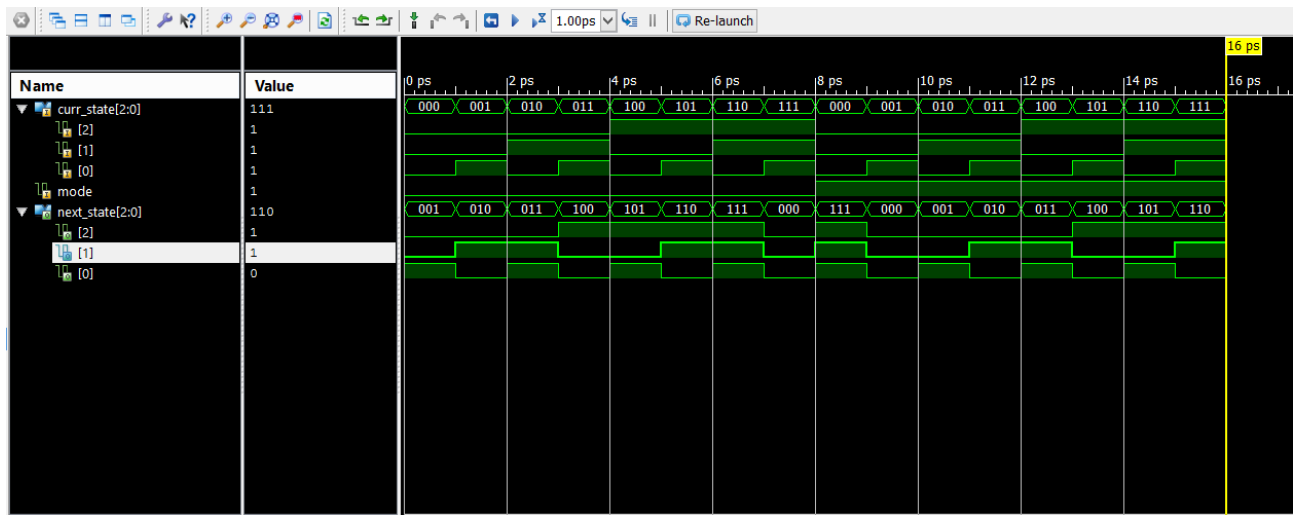 1.00ps Re-launch
16 ps
Name Value 0 ps 2 ps 4 ps 6 ps 8 ps 10 ps 12 ps 14 ps 16 ps
curr_state[2:0] 111 000 001 010 011 100 101 110 111 000 001 010 011 100 101 110 111
[2] 1
[1] 1
[0] 1
mode 1
next_state[2:0] 110 001 010 011 100 101 110 111 000 111 000 001 010 011 100 101 110
[2] 1
[1] 1
[0] 0